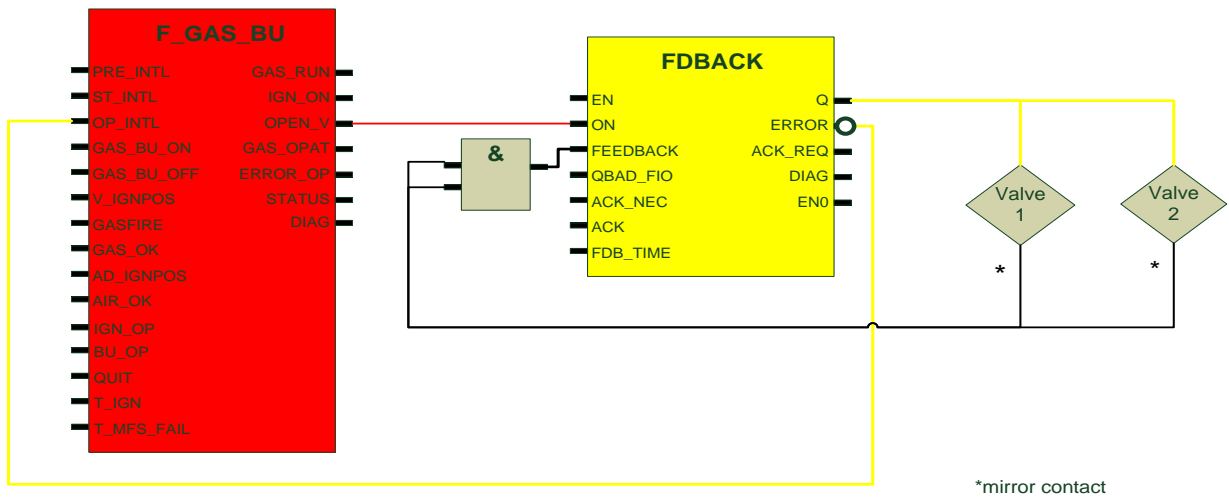 F_GAS_BU
PRE_INTL
GAS_RUN
ST_INTL
IGN_ON
OP_INTL
OPEN_V
GAS_BU_ON
GAS_OPAT
GAS_BU_OFF
ERROR_OP
V_IGNPOS
STATUS
GASFIRE
DIAG
GAS_OK
AD_IGNPOS
AIR_OK
IGN_OP
BU_OP
QUIT
T_IGN
T_MFS_FAIL
&
FDBACK
EN
Q
ON
ERROR
FEEDBACK
ACK_REQ
QBAD_FIO
DIAG
ACK_NEC
EN0
ACK
FDB_TIME
Valve
1
Valve
2
*
*
*mirror contact